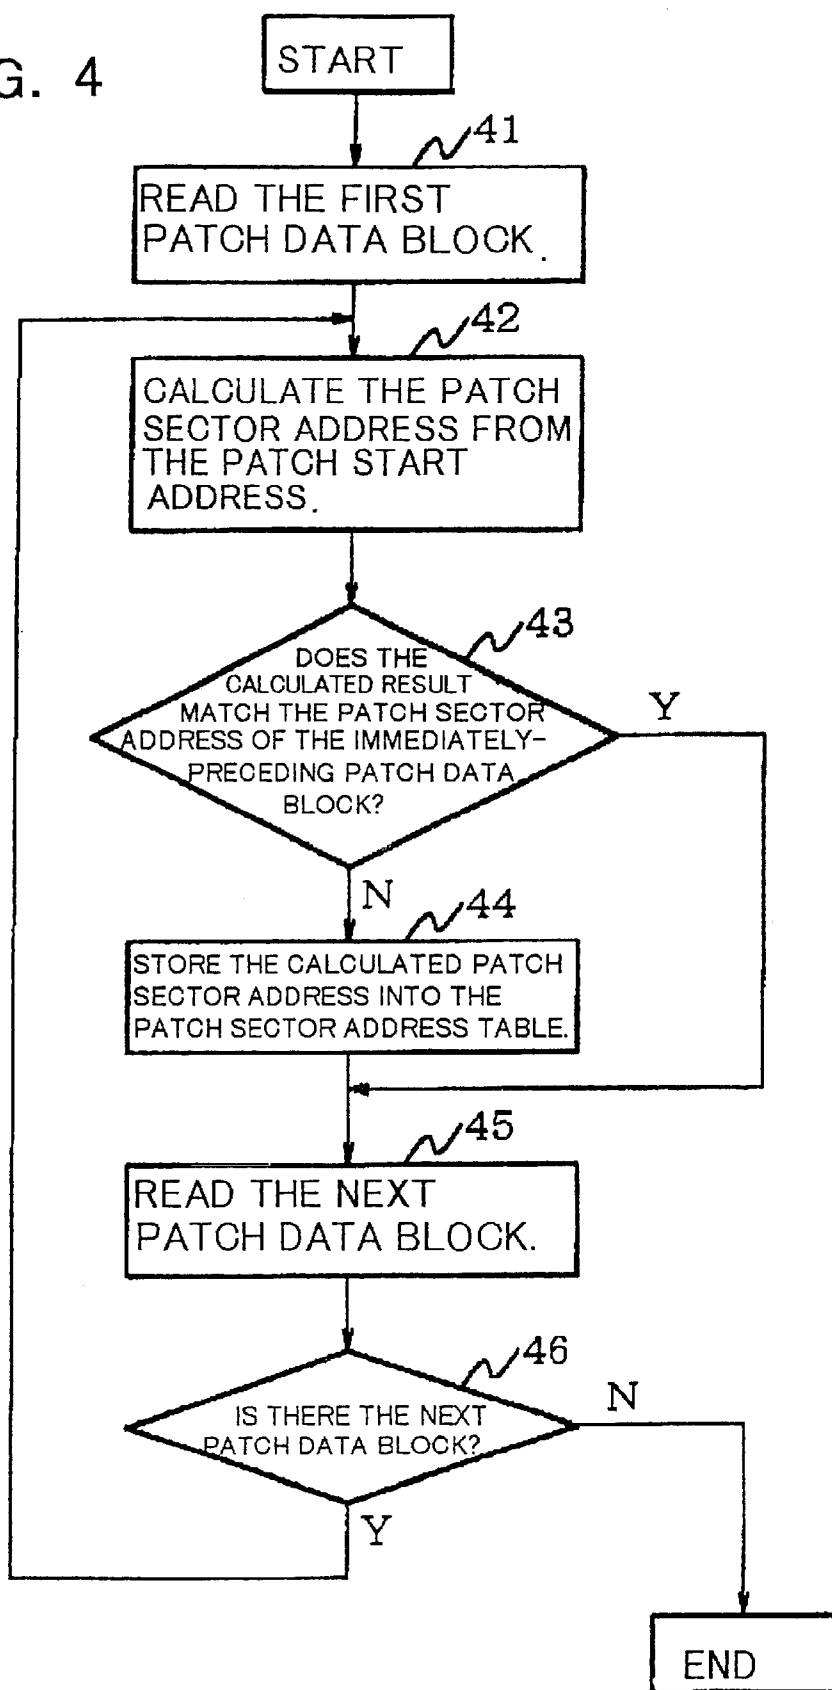 G. 4
START
41
READ THE FIRST
PATCH DATA BLOCK.
42
CALCULATE THE PATCH
SECTOR ADDRESS FROM
THE PATCH START
ADDRESS.
43
DOES THE
CALCULATED RESULT
MATCH THE PATCH SECTOR
ADDRESS OF THE IMMEDIATELY-
PRECEDING PATCH DATA
BLOCK?
Y
N
44
STORE THE CALCULATED PATCH
SECTOR ADDRESS INTO THE
PATCH SECTOR ADDRESS TABLE.
45
READ THE NEXT
PATCH DATA BLOCK.
46
IS THERE THE NEXT
PATCH DATA BLOCK?
N
Y
END